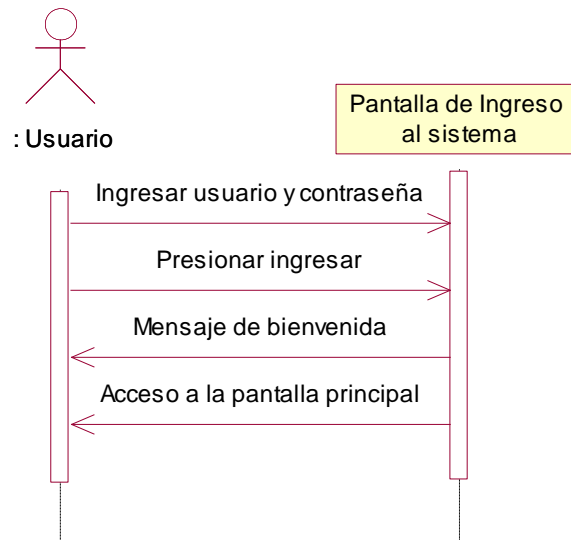 : Usuario
Pantalla de Ingreso
al sistema
Ingresar usuario y contraseña
Presionar ingresar
Mensaje de bienvenida
Acceso a la pantalla principal